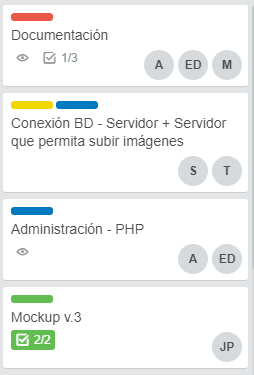 Documentación
1/3
A ED M
Conexión BD - Servidor + Servidor
que permita subir imágenes
S T
Administración - PHP
A ED
Mockup v.3
2/2
JP